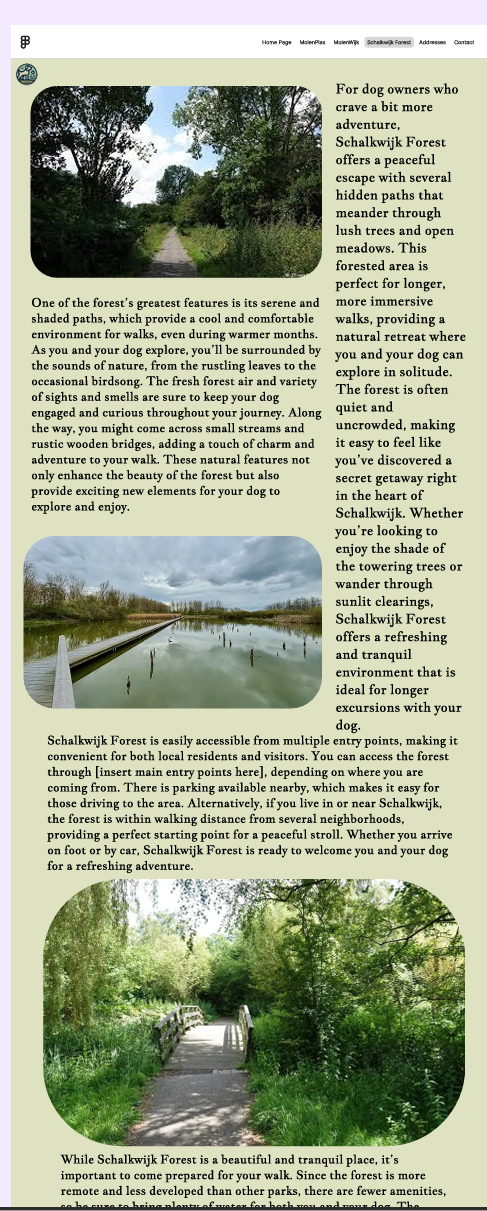 Home Page MolenPlas MolenWijk Schalkwijk Forest Addresses Contact
For dog owners who
crave a bit more
adventure,
Schalkwijk Forest
offers a peaceful
escape with several
hidden paths that
meander through
lush trees and open
meadows. This
forested area is
perfect for longer,
more immersive
walks, providing a
natural retreat where
you and your dog can
explore in solitude.
The forest is often
quiet and
uncrowded, making
it easy to feel like
you've discovered a
secret getaway right
in the heart of
Schalkwijk. Whether
you're looking to
enjoy the shade of
the towering trees or
wander through
sunlit clearings,
Schalkwijk Forest
offers a refreshing
and tranquil
environment that is
ideal for longer
excursions with your
dog.
One of the forest's greatest features is its serene and
shaded paths, which provide a cool and comfortable
environment for walks, even during warmer months.
As you and your dog explore, you'll be surrounded by
the sounds of nature, from the rustling leaves to the
occasional birdsong. The fresh forest air and variety
of sights and smells are sure to keep your dog
engaged and curious throughout your journey. Along
the way, you might come across small streams and
rustic wooden bridges, adding a touch of charm and
adventure to your walk. These natural features not
only enhance the beauty of the forest but also
provide exciting new elements for your dog to
explore and enjoy.
Schalkwijk Forest is easily accessible from multiple entry points, making it
convenient for both local residents and visitors. You can access the forest
through [insert main entry points here], depending on where you are
coming from. There is parking available nearby, which makes it easy for
those driving to the area. Alternatively, if you live in or near Schalkwijk,
the forest is within walking distance from several neighborhoods,
providing a perfect starting point for a peaceful stroll. Whether you arrive
on foot or by car, Schalkwijk Forest is ready to welcome you and your dog
for a refreshing adventure.
While Schalkwijk Forest is a beautiful and tranquil place, it's
important to come prepared for your walk. Since the forest is more
remote and less developed than other parks, there are fewer amenities,
so be sure to bring plenty of water for both you and your dog. The